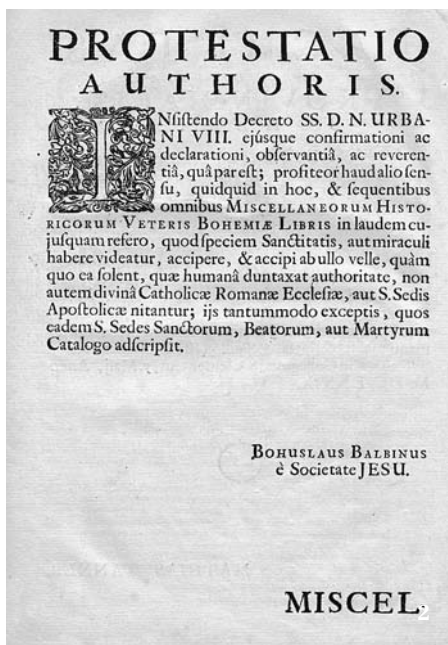 PROTESTATIO
AUTHORIS.
INſiſtendo Decreto SS. D. N. URBA-
NI VIII. ejúsque confirmationi ac
declarationi, obſervantiâ, ac reveren-
tiâ, quâ par eſt; profiteor haud alio ſen-
ſu, quidquid in hoc, & ſequentibus
omnibus MISCELLANEORUM HISTO-
RICORUM VETERIS BOHEMIÆ LIBRIS in laudem cu-
juſquam refero, quod ſpeciem Sanctitatis, aut miraculi
habere videatur, accipere, & accipi ab ullo velle, quàm
quo ea ſolent, quæ humanâ duntaxat authoritate, non
autem divinâ Catholicæ Romanæ Eccleſiæ, aut S. Sedis
Apoſtolicæ nitantur; ijs tantummodo exceptis, quos
eadem S. Sedes Sanctorum, Beatorum, aut Martyrum
Catalogo adſcripſit.
BOHUSLAUS BALBINUS
è Societate JESU.
MISCEL.
2